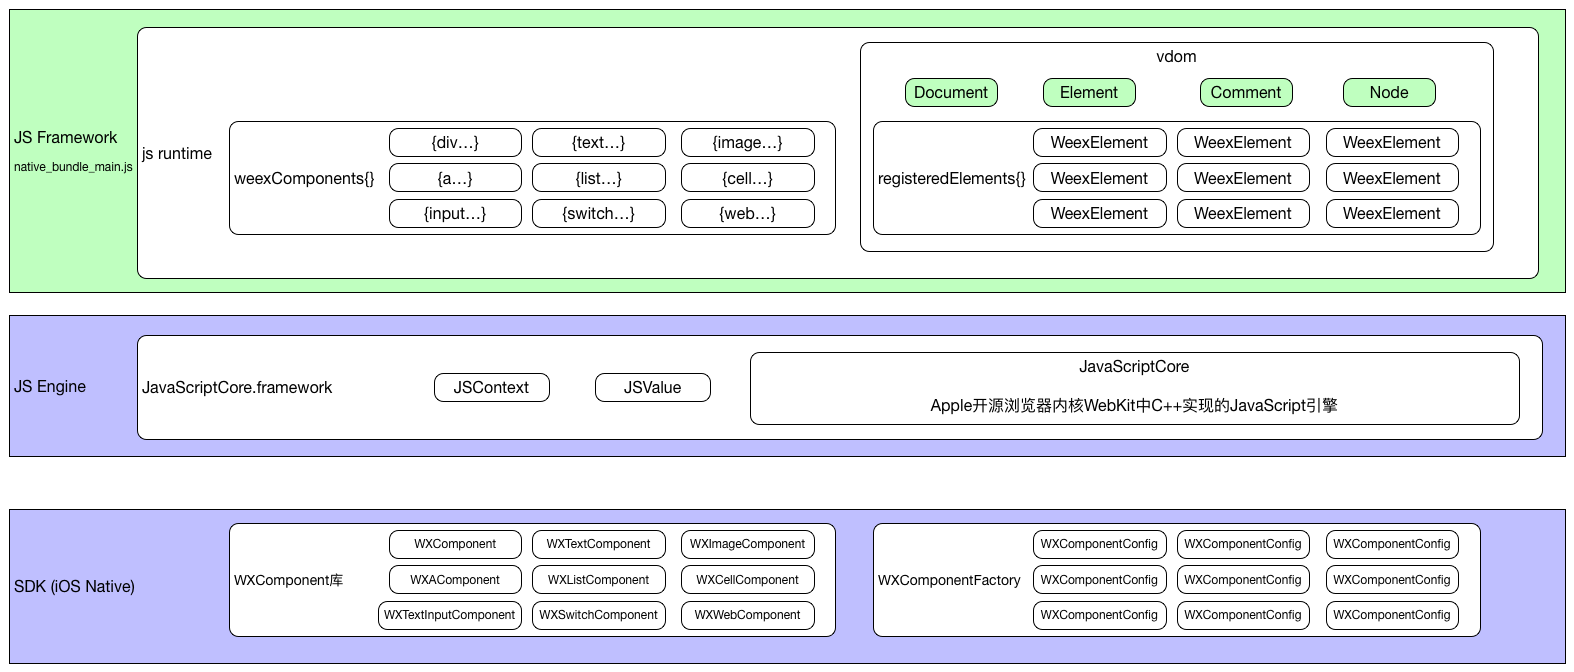 JS Framework
native_bundle_main.js
js runtime
weexComponents{}
{div...}
{text...}
{image...}
{a...}
{list...}
{cell...}
{input...}
{switch...}
{web...}
vdom
Document
Element
Comment
Node
registeredElements{}
WeexElement
WeexElement
WeexElement
WeexElement
WeexElement
WeexElement
WeexElement
WeexElement
WeexElement
JS Engine
JavaScriptCore.framework
JSContext
JSValue
JavaScriptCore
Apple开源浏览器内核WebKit中C++实现的JavaScript引擎
SDK (iOS Native)
WXComponent库
WXComponent
WXTextComponent
WXImageComponent
WXAComponent
WXListComponent
WXCellComponent
WXTextInputComponent
WXSwitchComponent
WXWebComponent
WXComponentFactory
WXComponentConfig
WXComponentConfig
WXComponentConfig
WXComponentConfig
WXComponentConfig
WXComponentConfig
WXComponentConfig
WXComponentConfig
WXComponentConfig